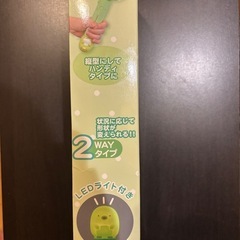 縦型にして
ハンディ
タイプに
状況に応じて
形状が
変えられる!!
2 WAY
タイプ
LEDライト付き